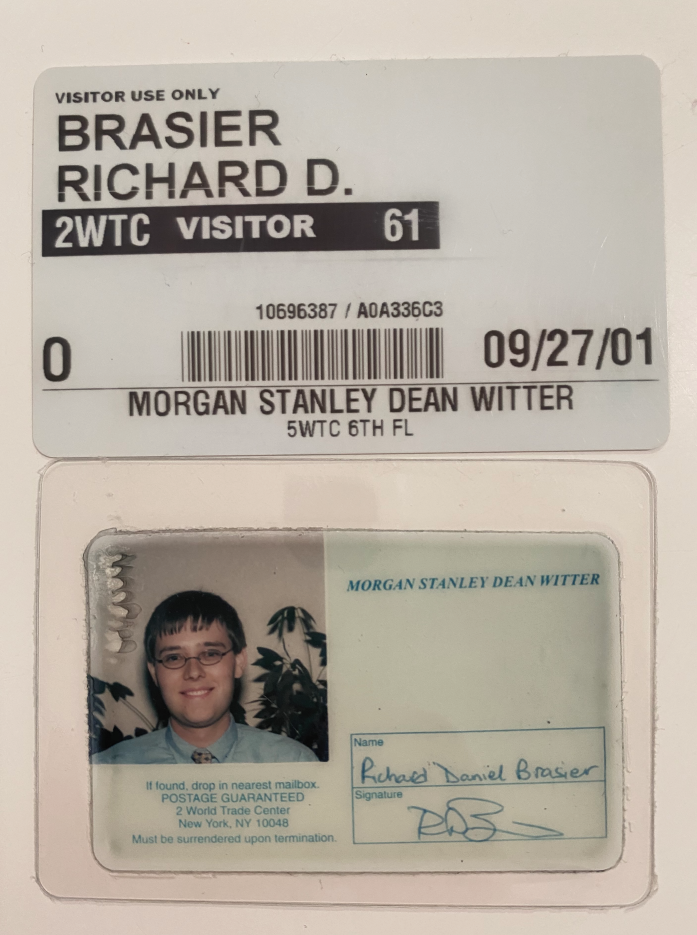 VISITOR USE ONLY
BRASIER
RICHARD D.
2WTC VISITOR 61
10696387 / A0A336C3
0 09/27/01
MORGAN STANLEY DEAN WITTER
5WTC 6TH FL
MORGAN STANLEY DEAN WITTER
Name
Richard Daniel Brasier
Signature
RDB
If found, drop in nearest mailbox.
POSTAGE GUARANTEED
2 World Trade Center
New York, NY 10048
Must be surrendered upon termination.